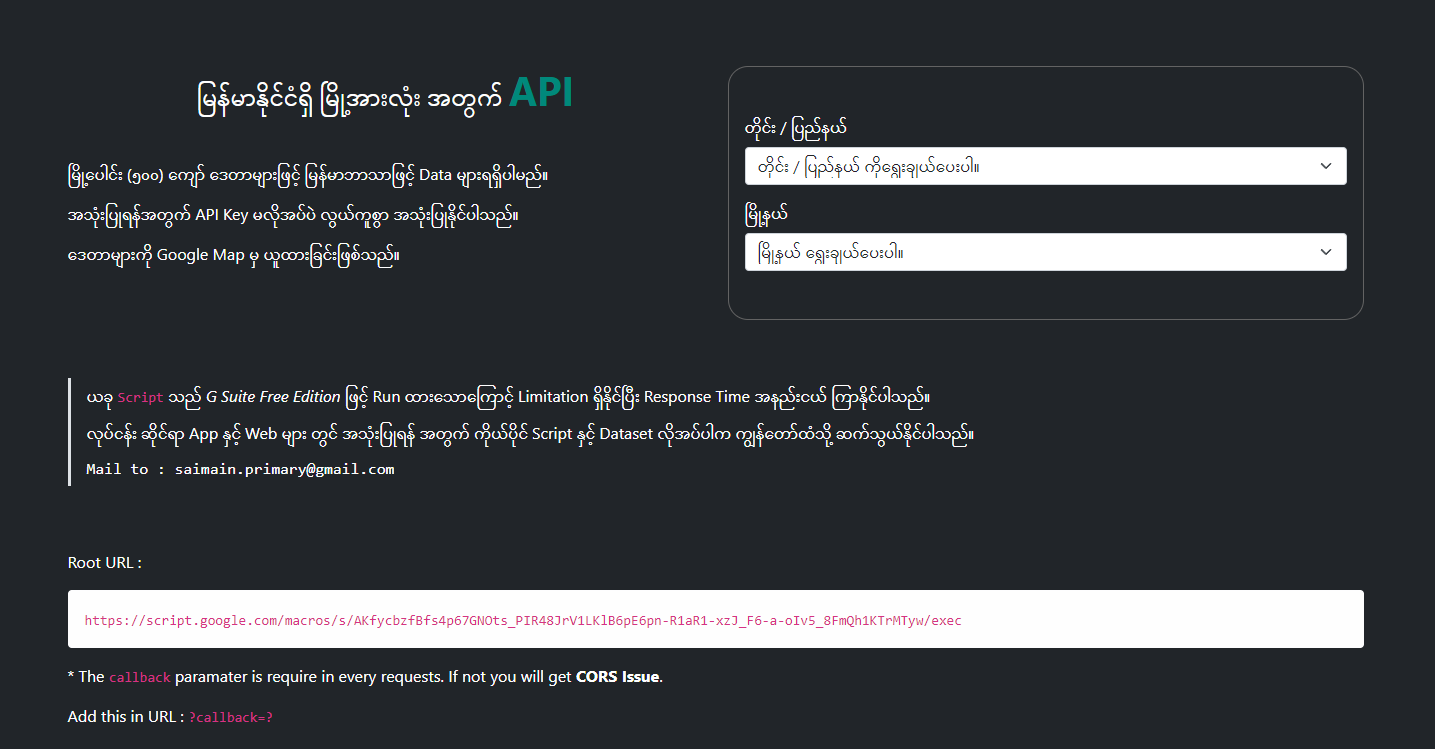 မြန်မာနိုင်ငံရှိ မြို့အားလုံး အတွက် API
မြို့ပေါင်း (၅၀၀) ကျော် ဒေတာများဖြင့် မြန်မာဘာသာဖြင့် Data များရရှိပါမည်။
အသုံးပြုရန်အတွက် API Key မလိုအပ်ပဲ လွယ်ကူစွာ အသုံးပြုနိုင်ပါသည်။
ဒေတာများကို Google Map မှ ယူထားခြင်းဖြစ်သည်။
တိုင်း / ပြည်နယ်
တိုင်း / ပြည်နယ် ကိုရွေးချယ်ပေးပါ။
မြို့နယ်
မြို့နယ် ရွေးချယ်ပေးပါ။
ယခု Script သည် G Suite Free Edition ဖြင့် Run ထားသောကြောင့် Limitation ရှိနိုင်ပြီး Response Time အနည်းငယ် ကြာနိုင်ပါသည်။
လုပ်ငန်း ဆိုင်ရာ App နှင့် Web များ တွင် အသုံးပြုရန် အတွက် ကိုယ်ပိုင် Script နှင့် Dataset လိုအပ်ပါက ကျွန်တော်ထံသို့ ဆက်သွယ်နိုင်ပါသည်။
Mail to : saimain.primary@gmail.com
Root URL :
https://script.google.com/macros/s/AKfycbzfBfs4p67GNOts_PIR48JrV1LKlB6pE6pn-R1aR1-xzJ_F6-a-oIv5_8FmQh1KTrMTyw/exec
* The callback paramater is require in every requests. If not you will get CORS Issue.
Add this in URL : ?callback=?